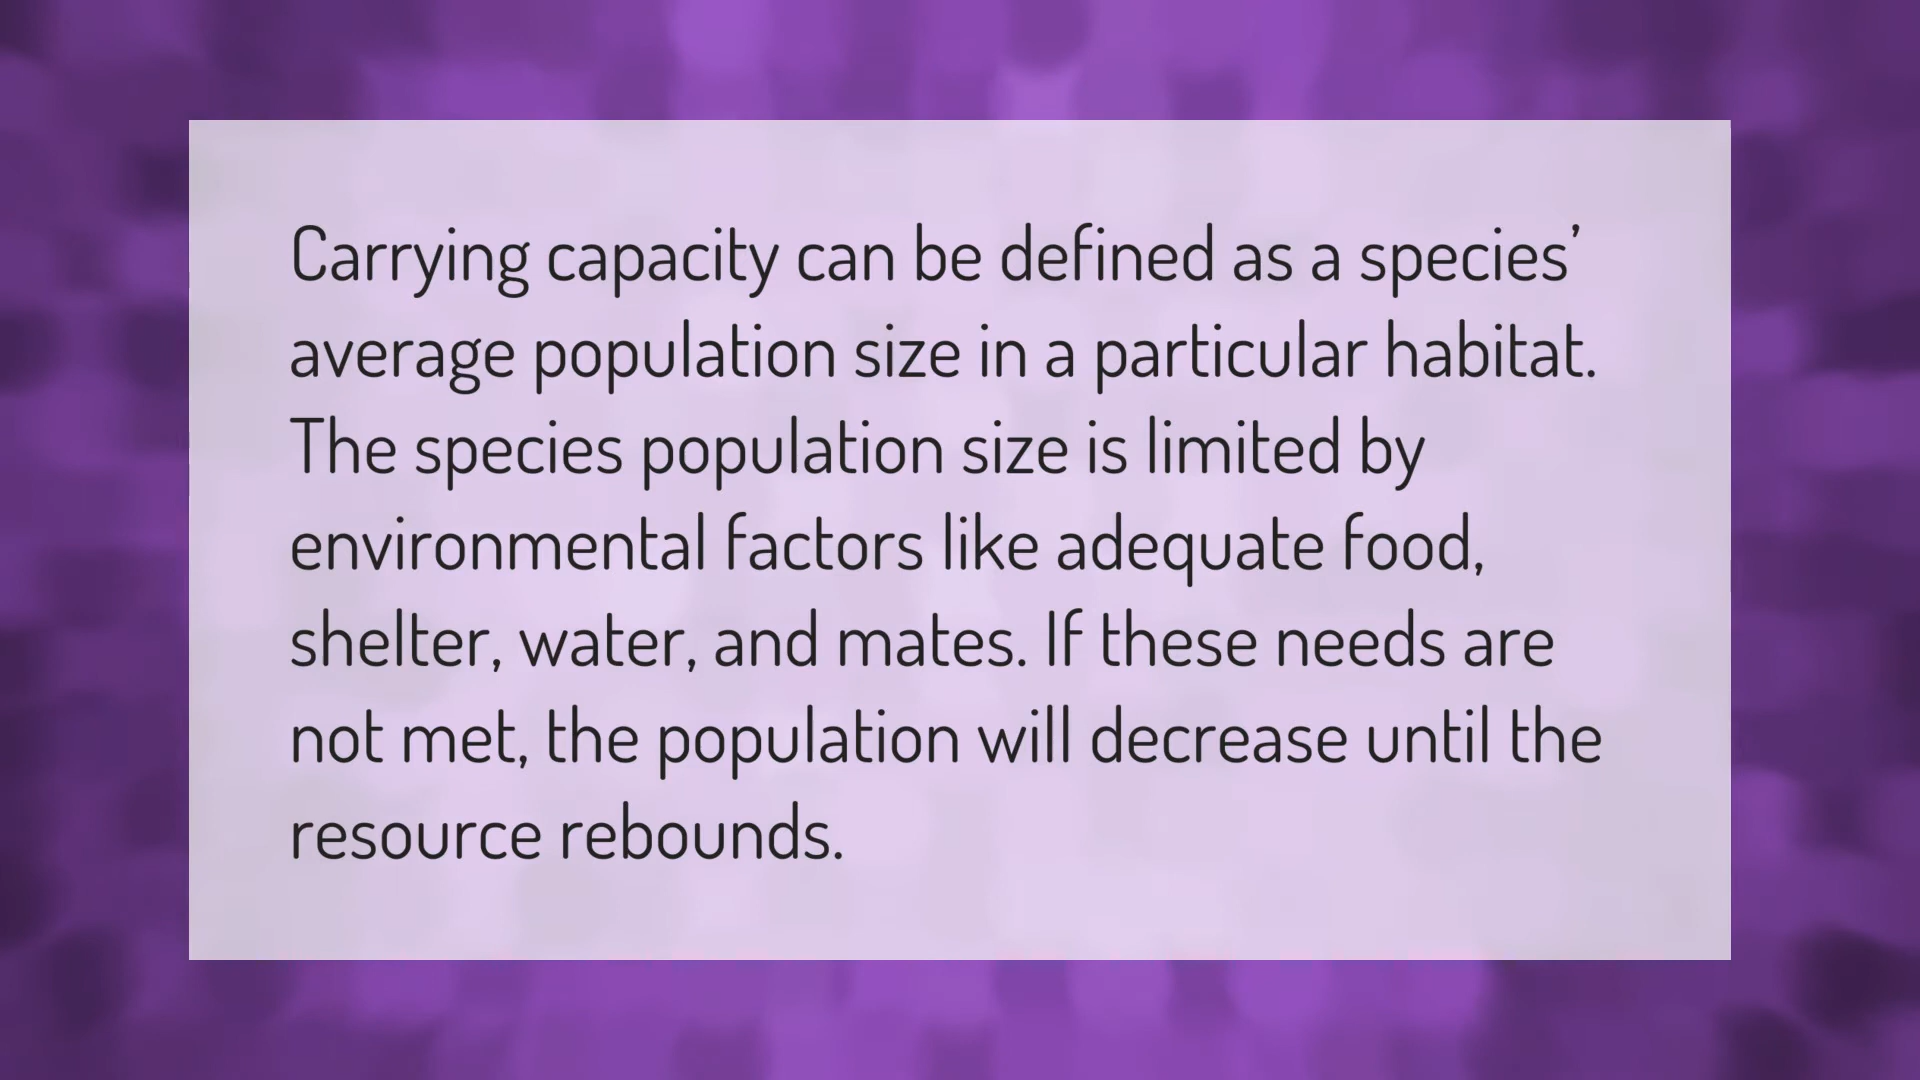 Carrying capacity can be defined as a species’
average population size in a particular habitat.
The species population size is limited by
environmental factors like adequate food,
shelter, water, and mates. If these needs are
not met, the population will decrease until the
resource rebounds.